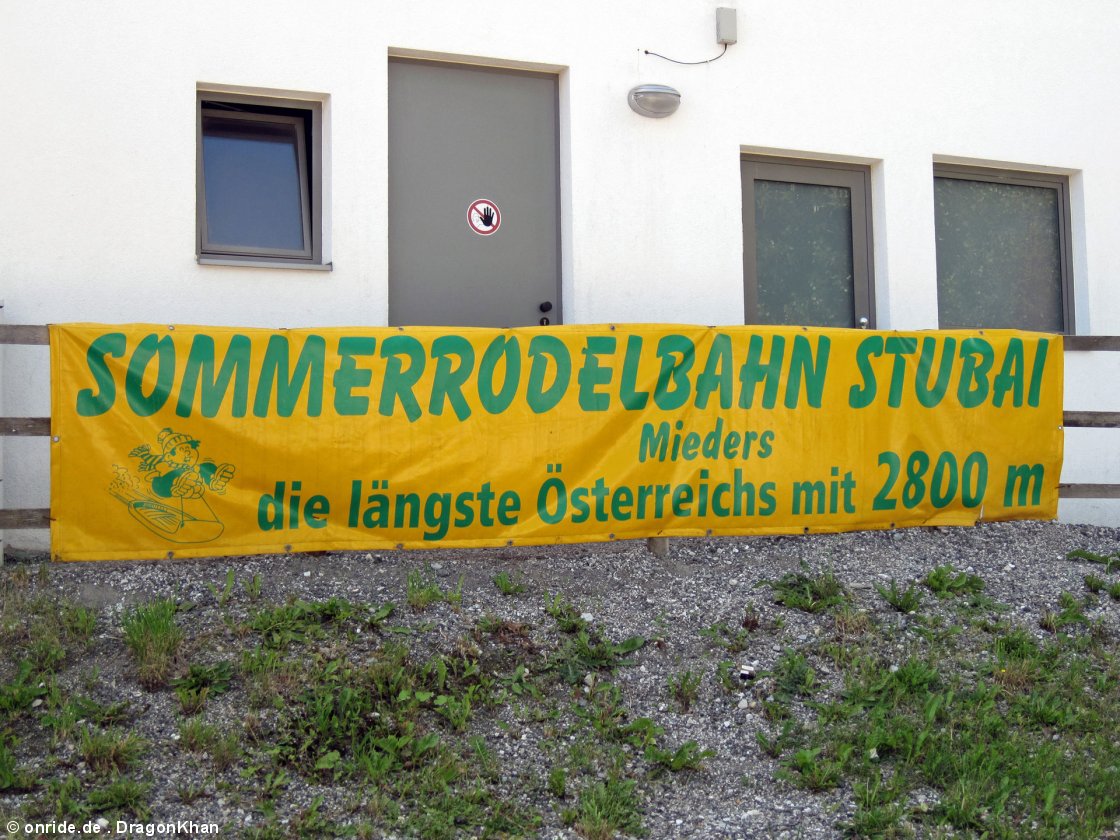 SOMMERRODELBAHN STUBAI
Mieders
die längste Österreichs mit 2800 m
© onride.de . DragonKhan